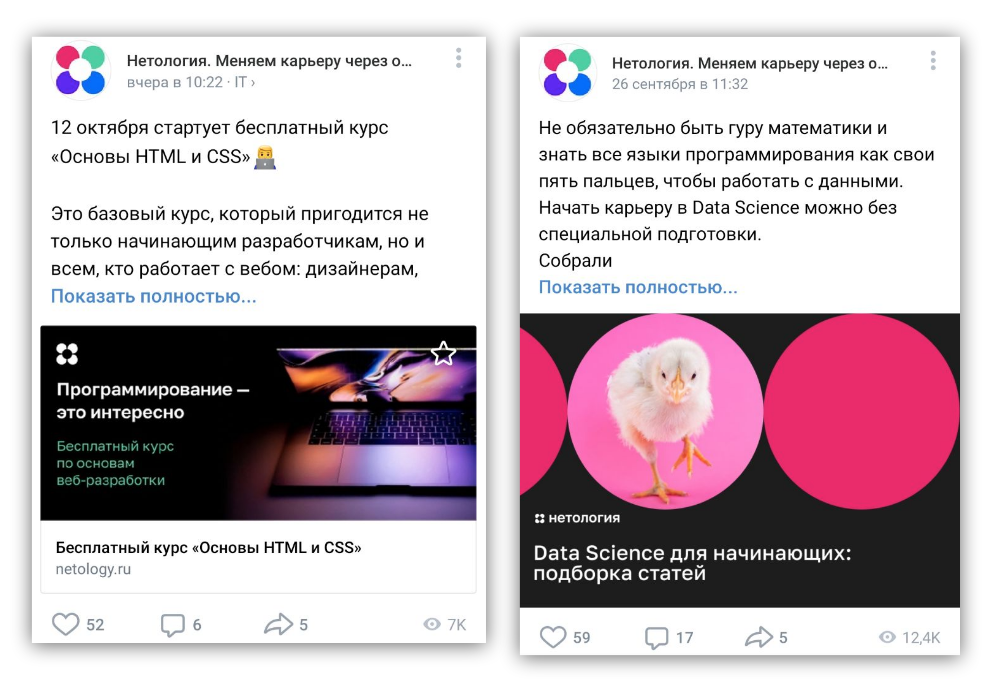 Нетология. Меняем карьеру через о...
вчера в 10:22 · IT ›
12 октября стартует бесплатный курс
«Основы HTML и CSS»
Это базовый курс, который пригодится не
только начинающим разработчикам, но и
всем, кто работает с вебом: дизайнерам,
Показать полностью...
Программирование —
это интересно
Бесплатный курс
по основам
веб-разработки
Бесплатный курс «Основы HTML и CSS»
netology.ru
52 6 5 7K
Нетология. Меняем карьеру через о...
26 сентября в 11:32
Не обязательно быть гуру математики и
знать все языки программирования как свои
пять пальцев, чтобы работать с данными.
Начать карьеру в Data Science можно без
специальной подготовки.
Собрали
Показать полностью...
нетология
Data Science для начинающих:
подборка статей
59 17 5 12,4K